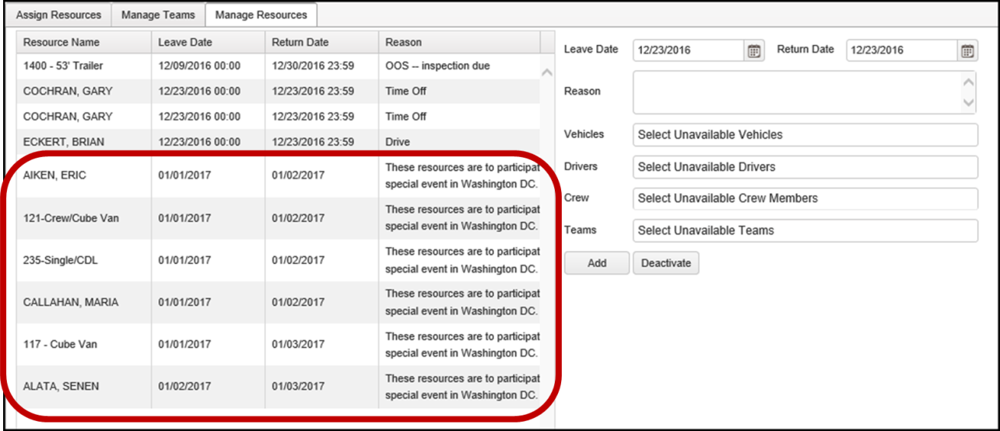 Assign Resources Manage Teams Manage Resources
Resource Name Leave Date Return Date Reason
1400 - 53' Trailer 12/09/2016 00:00 12/30/2016 23:59 OOS -- inspection due
COCHRAN, GARY 12/23/2016 00:00 12/23/2016 23:59 Time Off
COCHRAN, GARY 12/23/2016 00:00 12/23/2016 23:59 Time Off
ECKERT, BRIAN 12/23/2016 00:00 12/23/2016 23:59 Drive
AIKEN, ERIC 01/01/2017 01/02/2017 These resources are to participat
special event in Washington DC.
121-Crew/Cube Van 01/01/2017 01/02/2017 These resources are to participat
special event in Washington DC.
235-Single/CDL 01/01/2017 01/02/2017 These resources are to participat
special event in Washington DC.
CALLAHAN, MARIA 01/01/2017 01/02/2017 These resources are to participat
special event in Washington DC.
117 - Cube Van 01/01/2017 01/03/2017 These resources are to participat
special event in Washington DC.
ALATA, SENEN 01/02/2017 01/03/2017 These resources are to participat
special event in Washington DC.
Leave Date 12/23/2016 Return Date 12/23/2016
Reason
Vehicles Select Unavailable Vehicles
Drivers Select Unavailable Drivers
Crew Select Unavailable Crew Members
Teams Select Unavailable Teams
Add Deactivate